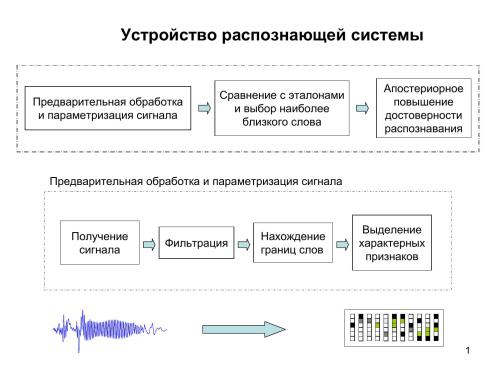 Устройство распознающей системы
Предварительная обработка
и параметризация сигнала
Сравнение с эталонами
и выбор наиболее
близкого слова
Апостериорное
повышение
достоверности
распознавания
Предварительная обработка и параметризация сигнала
Получение
сигнала
Фильтрация
Нахождение
границ слов
Выделение
характерных
признаков
1